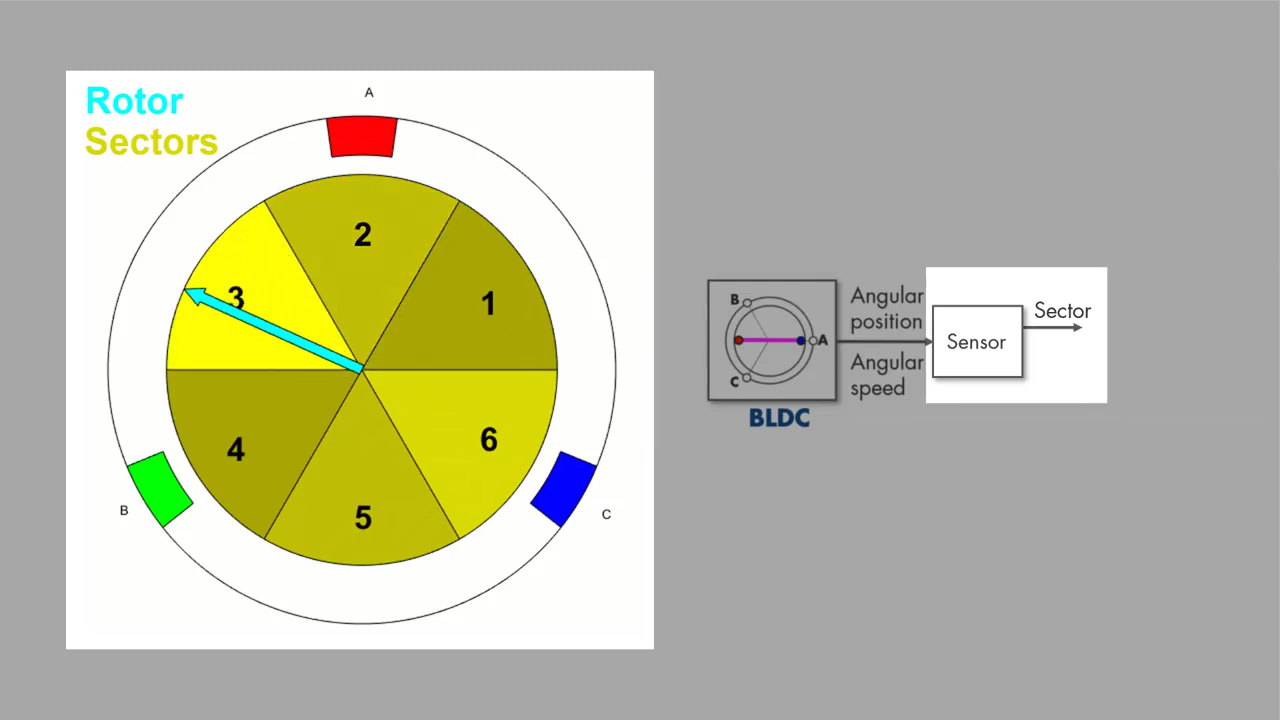 Rotor
Sectors
A
2
3
1
4
6
5
B
C
B
A
C
BLDC
Angular
position
Angular
speed
Sensor
Sector